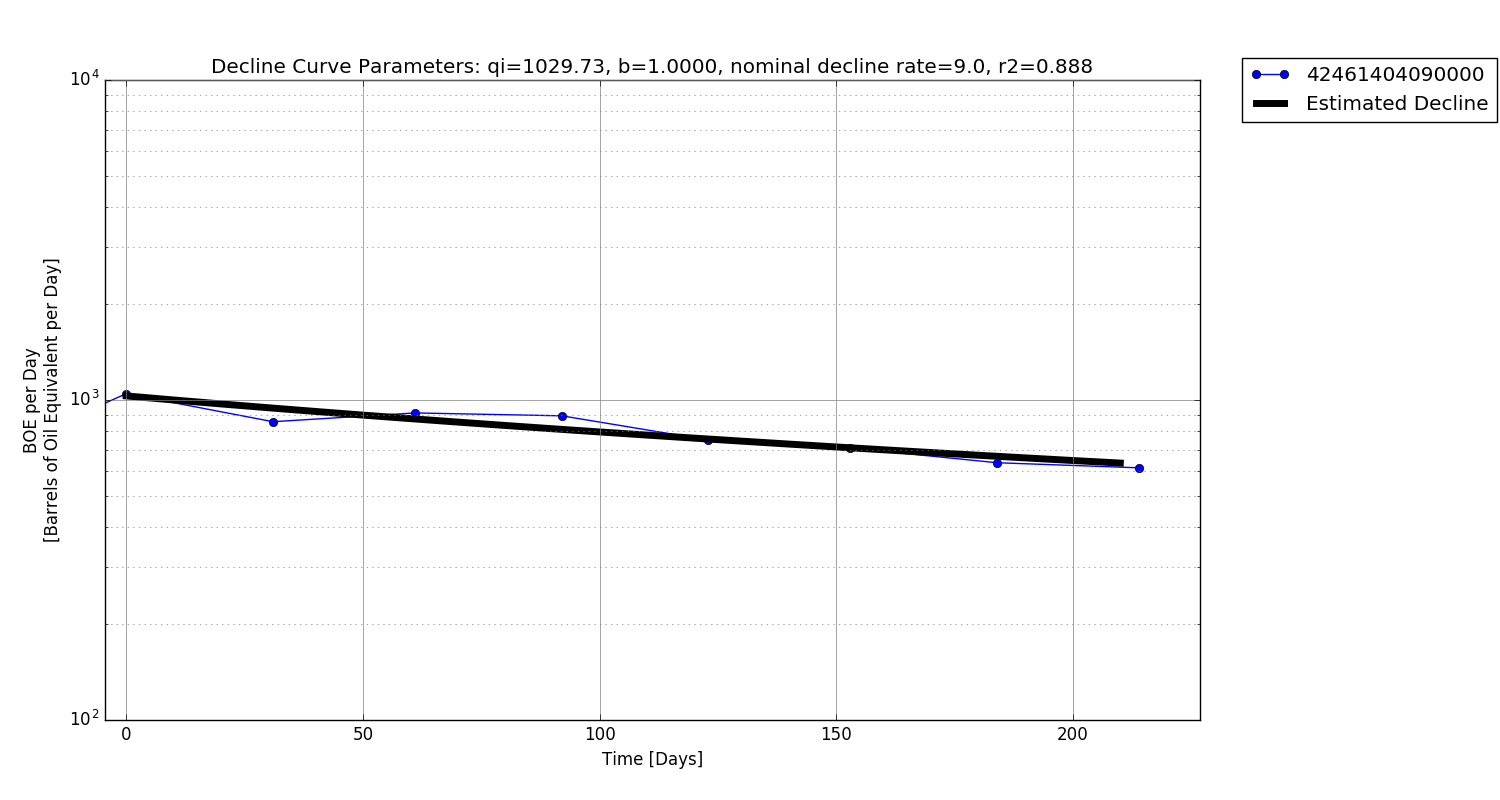 Decline Curve Parameters: qi=1029.73, b=1.0000, nominal decline rate=9.0, r2=0.888
42461404090000
Estimated Decline
10^4
10^3
10^2
BOE per Day
[Barrels of Oil Equivalent per Day]
0 50 100 150 200
Time [Days]